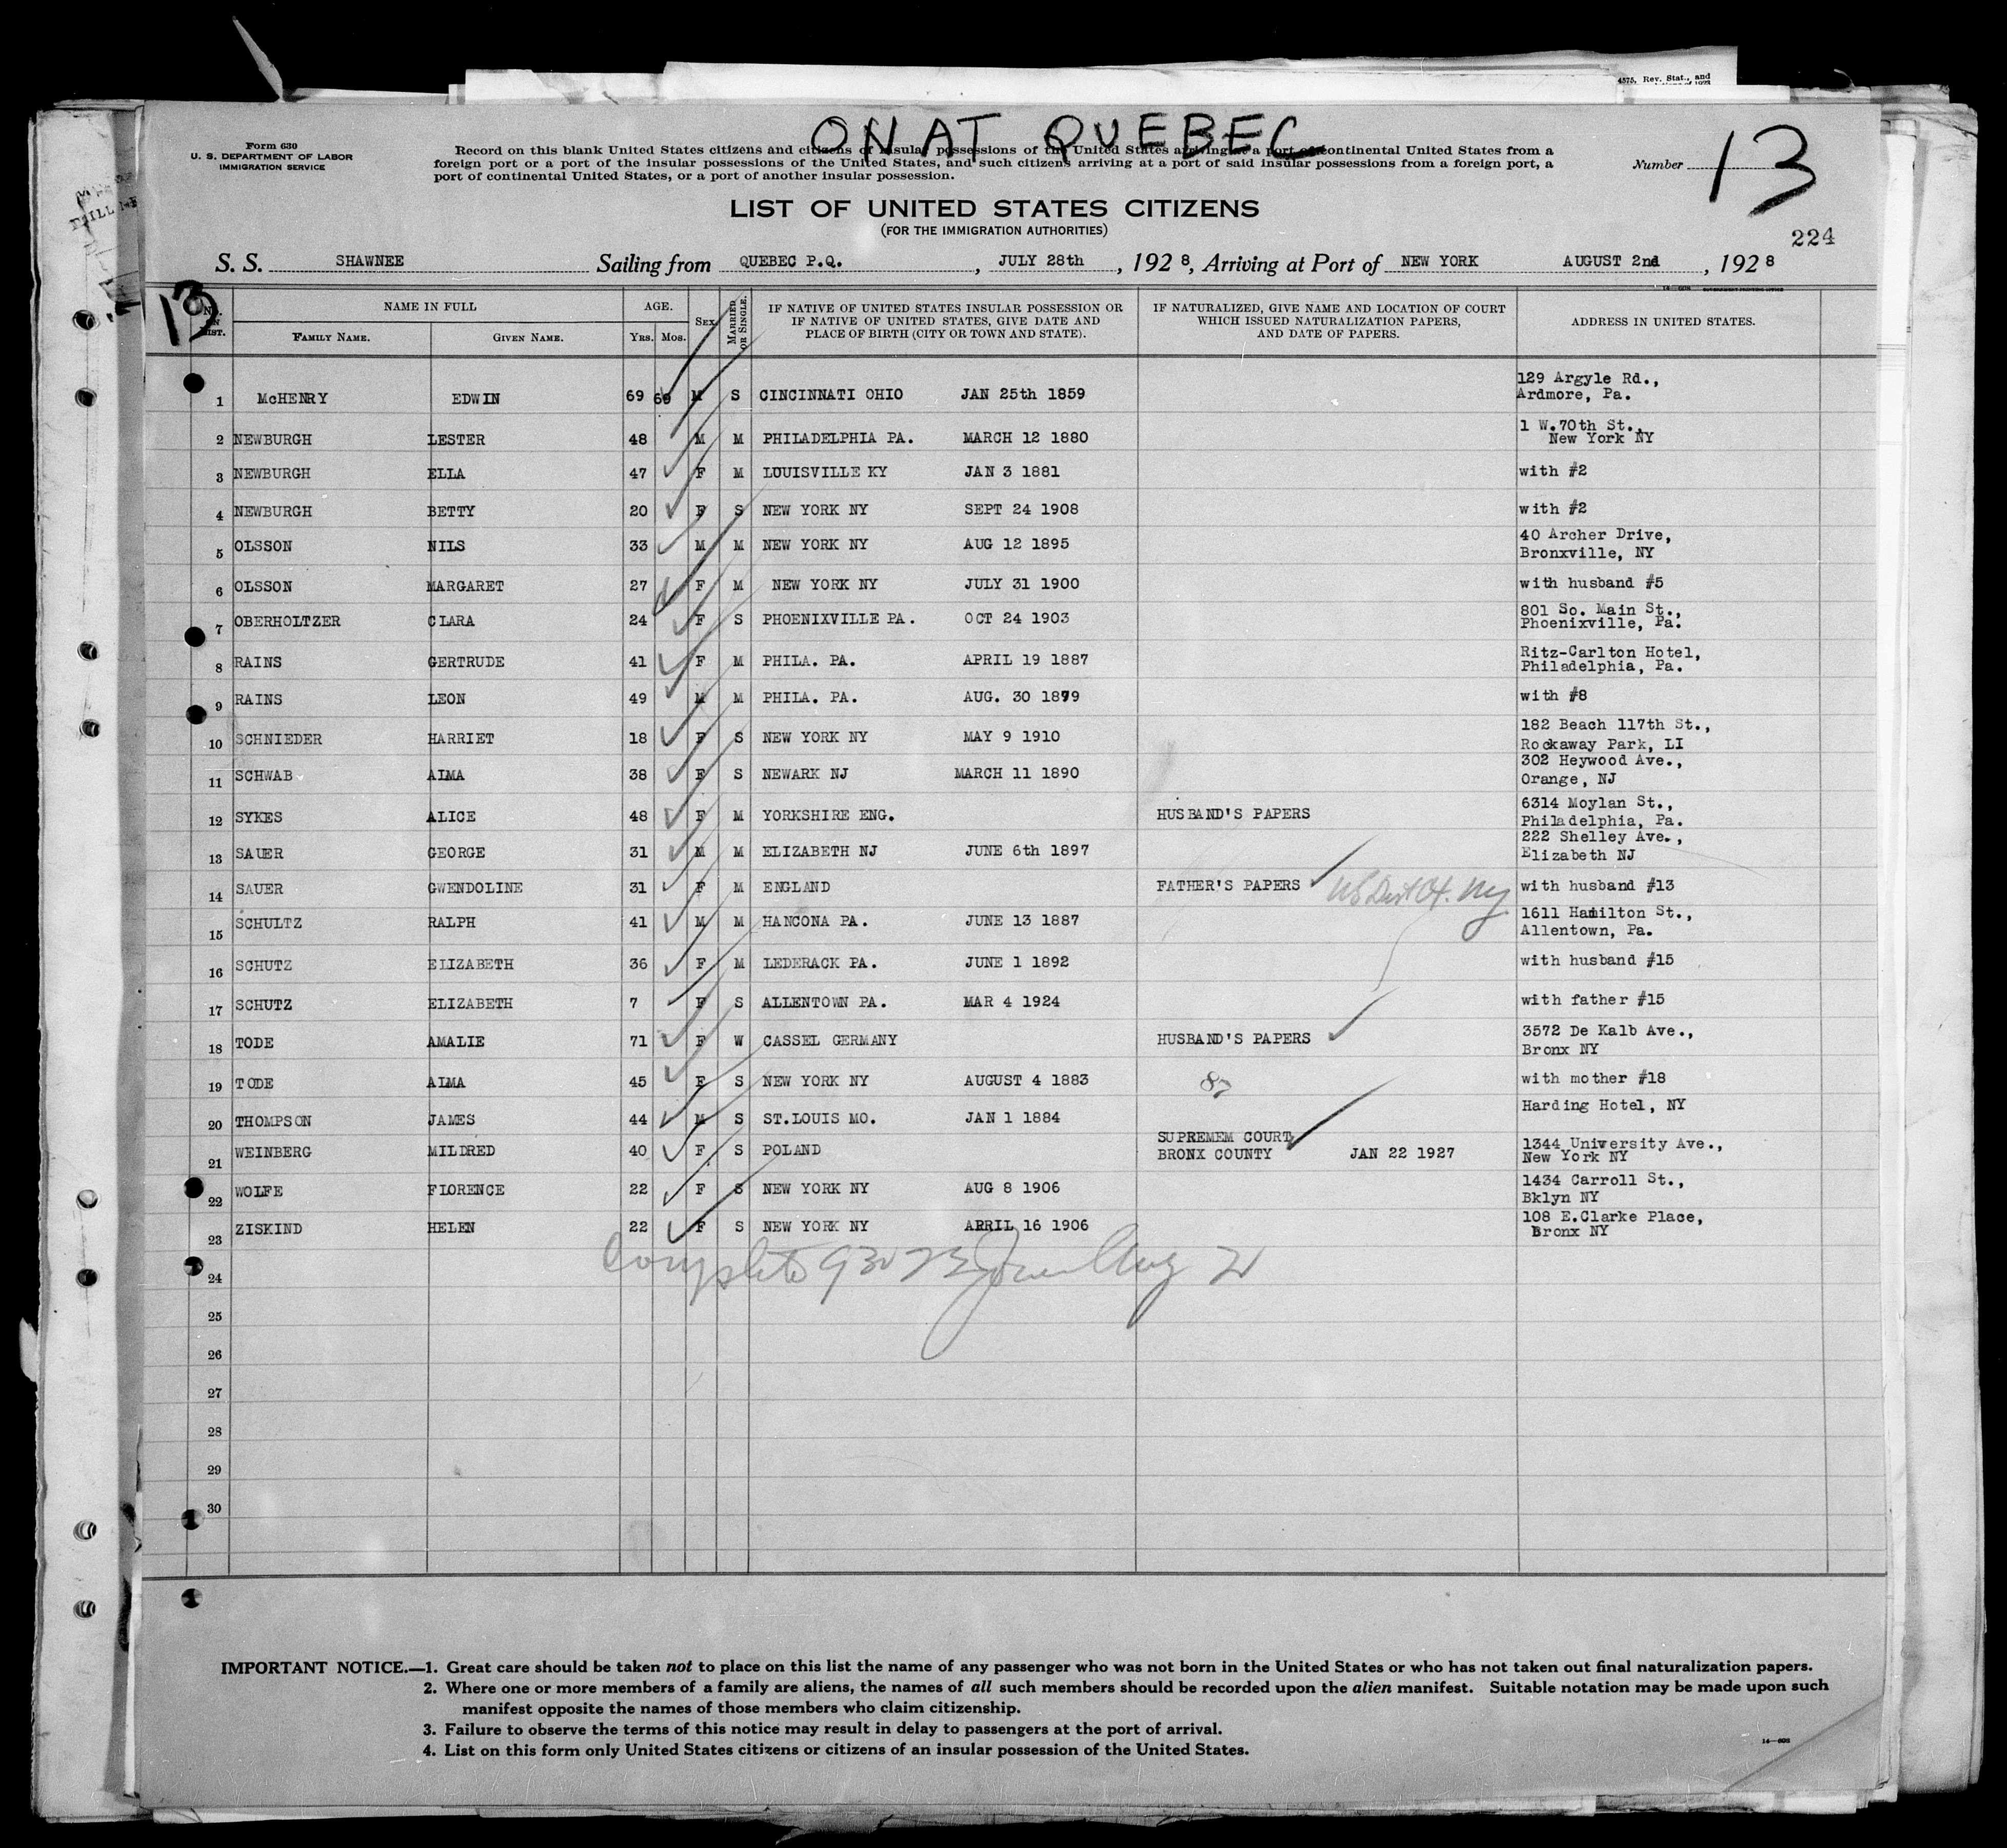 4575, Rev. Stat., and
ON AT QUEBEC
13
Form 630
U. S. DEPARTMENT OF LABOR
IMMIGRATION SERVICE
Record on this blank United States citizens and citizens of insular possessions of the United States arriving at a port of continental United States from a
foreign port or a port of the insular possessions of the United States, and such citizens arriving at a port of said insular possessions from a foreign port, a
port of continental United States, or a port of another insular possession.
Number
LIST OF UNITED STATES CITIZENS
(FOR THE IMMIGRATION AUTHORITIES)
224
S. S. SHAWNEE Sailing from QUEBEC P.Q., JULY 28th, 1928, Arriving at Port of NEW YORK AUGUST 2nd, 1928
13
NO. ON LIST. NAME IN FULL AGE. SEX. MARRIED OR SINGLE. IF NATIVE OF UNITED STATES INSULAR POSSESSION OR IF NATIVE OF UNITED STATES, GIVE DATE AND PLACE OF BIRTH (CITY OR TOWN AND STATE). IF NATURALIZED, GIVE NAME AND LOCATION OF COURT WHICH ISSUED NATURALIZATION PAPERS, AND DATE OF PAPERS. ADDRESS IN UNITED STATES.
FAMILY NAME. GIVEN NAME. YRS. MOS.
1 McHENRY EDWIN 69 69 M S CINCINNATI OHIO JAN 25th 1859 129 Argyle Rd., Ardmore, Pa.
2 NEWBURGH LESTER 48 M M PHILADELPHIA PA. MARCH 12 1880 1 W.70th St., New York NY
3 NEWBURGH ELLA 47 F M LOUISVILLE KY JAN 3 1881 with #2
4 NEWBURGH BETTY 20 F S NEW YORK NY SEPT 24 1908 with #2
5 OLSSON NILS 33 M M NEW YORK NY AUG 12 1895 40 Archer Drive, Bronxville, NY
6 OLSSON MARGARET 27 F M NEW YORK NY JULY 31 1900 with husband #5
7 OBERHOLTZER CLARA 24 F S PHOENIXVILLE PA. OCT 24 1903 801 So. Main St., Phoenixville, Pa.
8 RAINS GERTRUDE 41 F M PHILA. PA. APRIL 19 1887 Ritz-Carlton Hotel, Philadelphia, Pa.
9 RAINS LEON 49 M M PHILA. PA. AUG. 30 1879 with #8
10 SCHNIEDER HARRIET 18 F S NEW YORK NY MAY 9 1910 182 Beach 117th St., Rockaway Park, LI
11 SCHWAB ALMA 38 F S NEWARK NJ MARCH 11 1890 302 Heywood Ave., Orange, NJ
12 SYKES ALICE 48 F M YORKSHIRE ENG. HUSBAND'S PAPERS 6314 Moylan St., Philadelphia, Pa.
13 SAUER GEORGE 31 M M ELIZABETH NJ JUNE 6th 1897 222 Shelley Ave., Elizabeth NJ
14 SAUER GWENDOLINE 31 F M ENGLAND FATHER'S PAPERS US Dist Ct. Ny with husband #13
15 SCHULTZ RALPH 41 M M HANCONA PA. JUNE 13 1887 1611 Hamilton St., Allentown, Pa.
16 SCHUTZ ELIZABETH 36 F M LEDERACK PA. JUNE 1 1892 with husband #15
17 SCHUTZ ELIZABETH 7 F S ALLENTOWN PA. MAR 4 1924 with father #15
18 TODE AMALIE 71 F W CASSEL GERMANY HUSBAND'S PAPERS 3572 De Kalb Ave., Bronx NY
19 TODE ALMA 45 F S NEW YORK NY AUGUST 4 1883 with mother #18
20 THOMPSON JAMES 44 M S ST.LOUIS MO. JAN 1 1884 Harding Hotel, NY
21 WEINBERG MILDRED 40 F S POLAND SUPREMEM COURT BRONX COUNTY JAN 22 1927 1344 University Ave., New York NY
22 WOLFE FLORENCE 22 F S NEW YORK NY AUG 8 1906 1434 Carroll St., Bklyn NY
23 ZISKIND HELEN 22 F S NEW YORK NY APRIL 16 1906 108 E.Clarke Place, Bronx NY
Complete
24
25
26
27
28
29
30
IMPORTANT NOTICE.—1. Great care should be taken not to place on this list the name of any passenger who was not born in the United States or who has not taken out final naturalization papers.
2. Where one or more members of a family are aliens, the names of all such members should be recorded upon the alien manifest. Suitable notation may be made upon such
manifest opposite the names of those members who claim citizenship.
3. Failure to observe the terms of this notice may result in delay to passengers at the port of arrival.
4. List on this form only United States citizens or citizens of an insular possession of the United States.